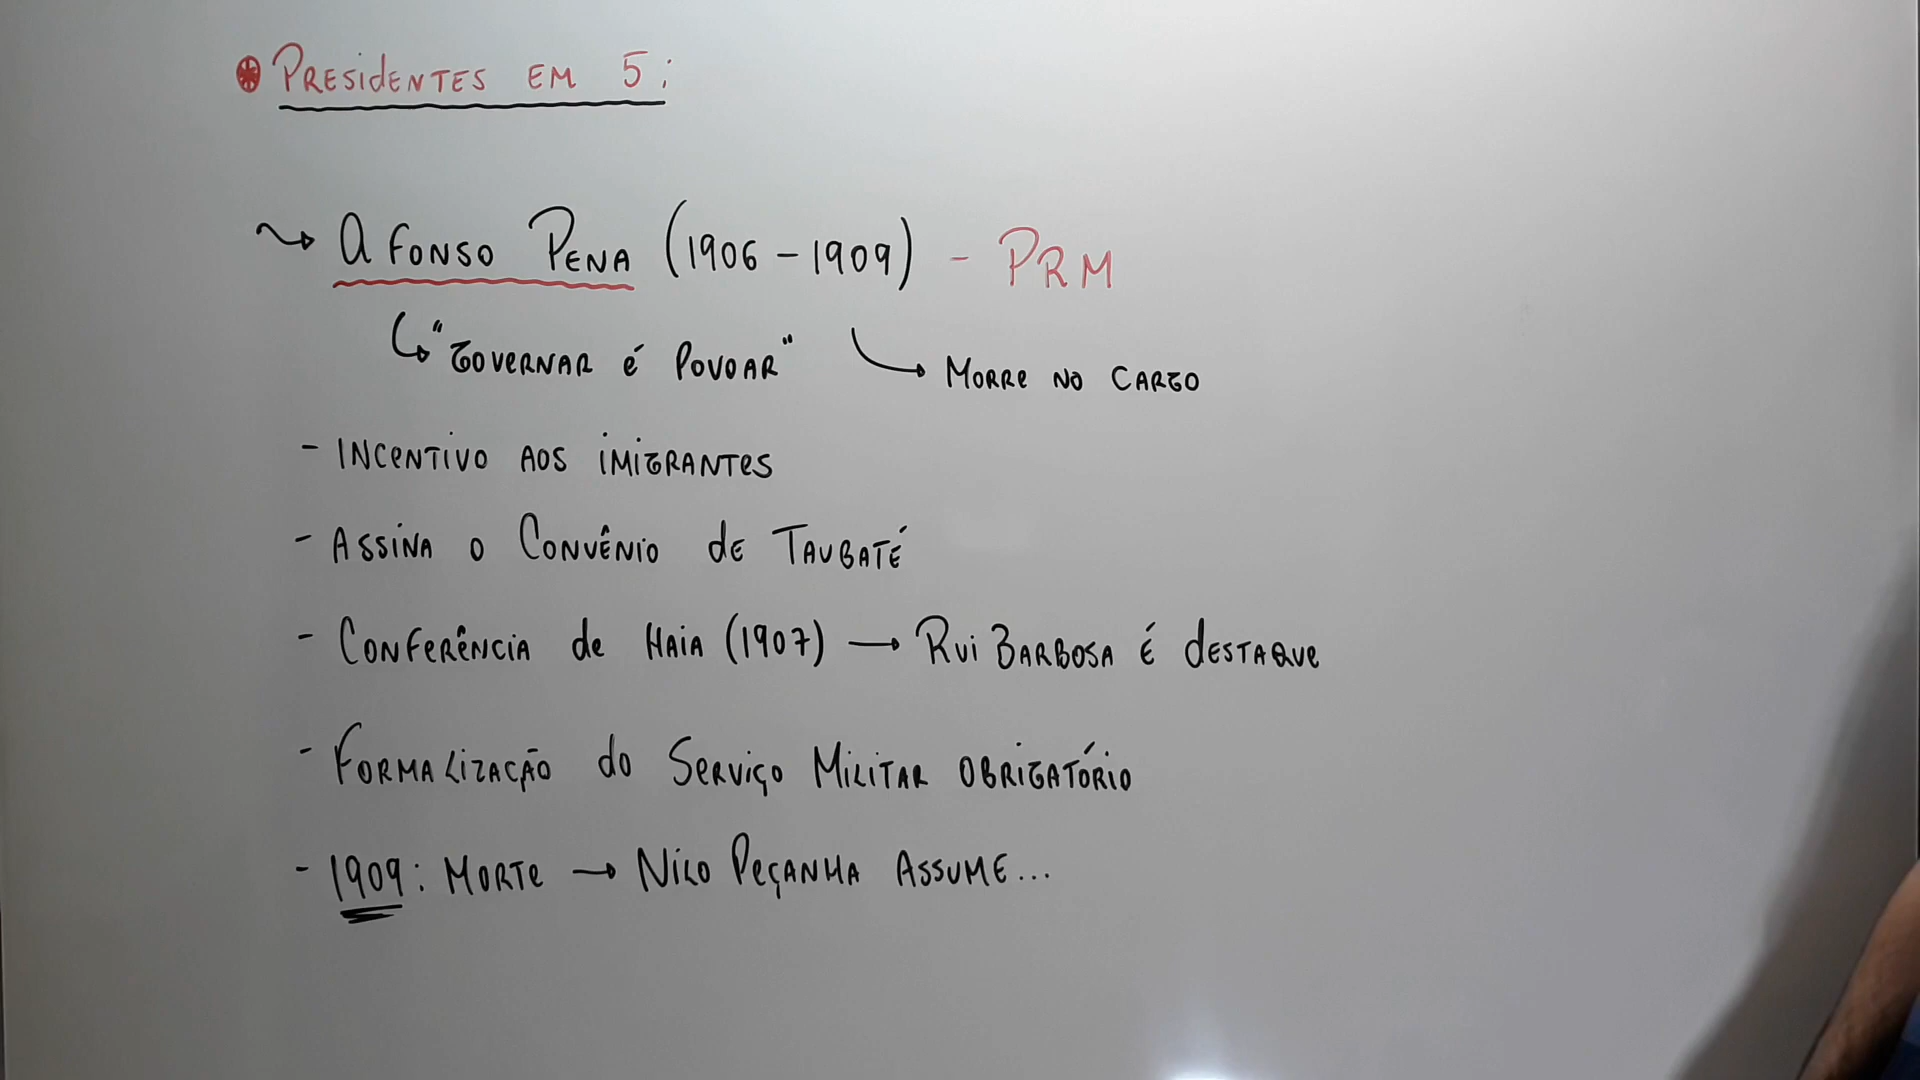 PRESIDENTES EM 5:
AFONSO PENA (1906 - 1909) - PRM
"GOVERNAR É POVOAR" MORRE NO CARGO
- INCENTIVO AOS IMIGRANTES
- ASSINA O CONVÊNIO DE TAUBATÉ
- CONFERÊNCIA DE HAIA (1907) → RUI BARBOSA É DESTAQUE
- FORMALIZAÇÃO DO SERVIÇO MILITAR OBRIGATÓRIO
- 1909: MORTE → NILO PEÇANHA ASSUME...